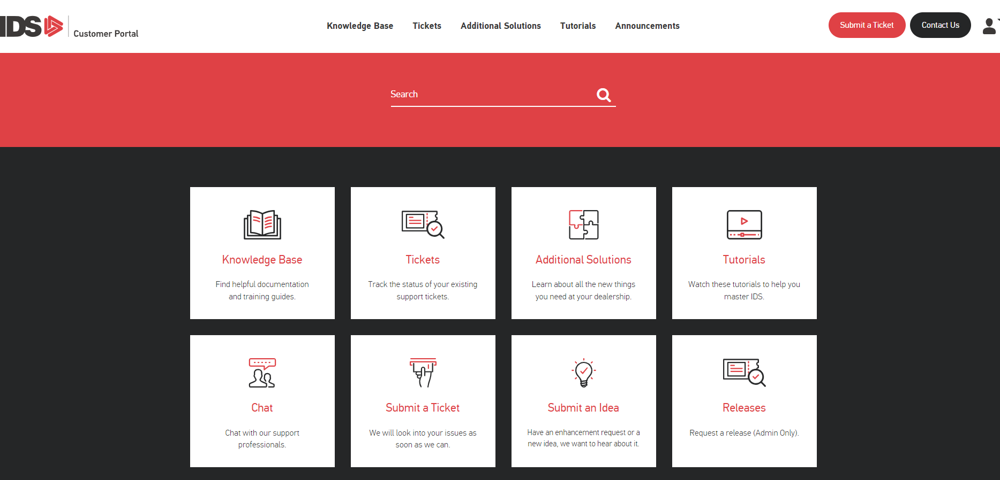 IDS Customer Portal
Knowledge Base Tickets Additional Solutions Tutorials Announcements
Submit a Ticket Contact Us
Search
Knowledge Base
Find helpful documentation
and training guides.
Tickets
Track the status of your existing
support tickets.
Additional Solutions
Learn about all the new things
you need at your dealership.
Tutorials
Watch these tutorials to help you
master IDS.
Chat
Chat with our support
professionals.
Submit a Ticket
We will look into your issues as
soon as we can.
Submit an Idea
Have an enhancement request or a
new idea, we want to hear about it.
Releases
Request a release (Admin Only).